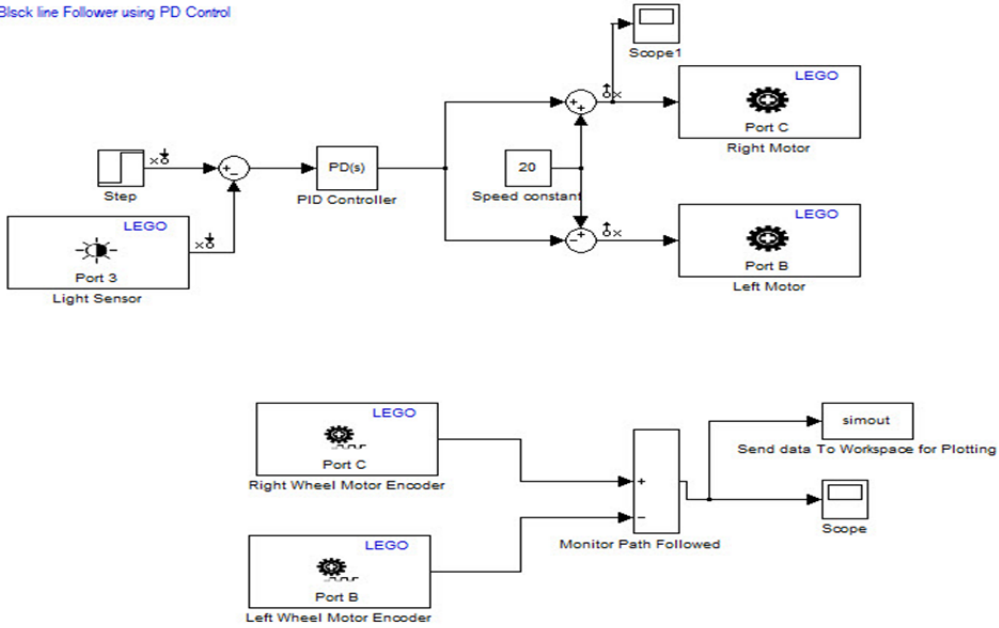 Blsck line Follower using PD Control
Scope1
LEGO
Port C
Right Motor
Step
PD(s)
PID Controller
20
Speed constant
LEGO
Port 3
Light Sensor
LEGO
Port B
Left Motor
LEGO
Port C
Right Wheel Motor Encoder
simout
Send data To Workspace for Plotting
Scope
Monitor Path Followed
LEGO
Port B
Left Wheel Motor Encoder